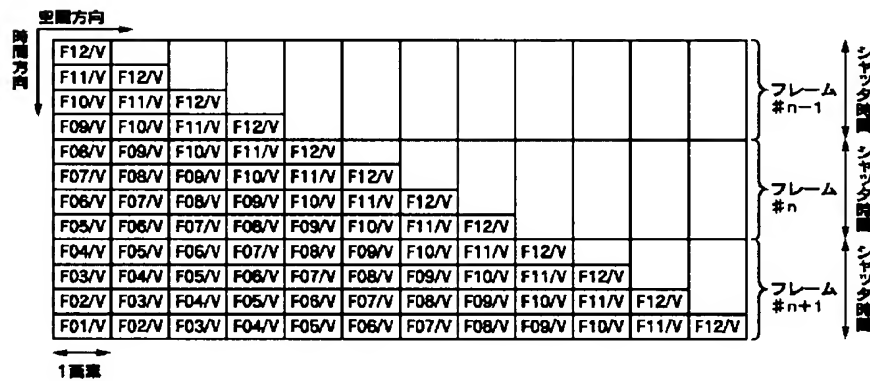 空間方向
時間方向
F12/V
F11/V F12/V
F10/V F11/V F12/V
F09/V F10/V F11/V F12/V
F08/V F09/V F10/V F11/V F12/V
F07/V F08/V F09/V F10/V F11/V F12/V
F06/V F07/V F08/V F09/V F10/V F11/V F12/V
F05/V F06/V F07/V F08/V F09/V F10/V F11/V F12/V
F04/V F05/V F06/V F07/V F08/V F09/V F10/V F11/V F12/V
F03/V F04/V F05/V F06/V F07/V F08/V F09/V F10/V F11/V F12/V
F02/V F03/V F04/V F05/V F06/V F07/V F08/V F09/V F10/V F11/V F12/V
F01/V F02/V F03/V F04/V F05/V F06/V F07/V F08/V F09/V F10/V F11/V F12/V
フレーム
#n−1
シャッタ時間
フレーム
#n
シャッタ時間
フレーム
#n+1
シャッタ時間
1画素